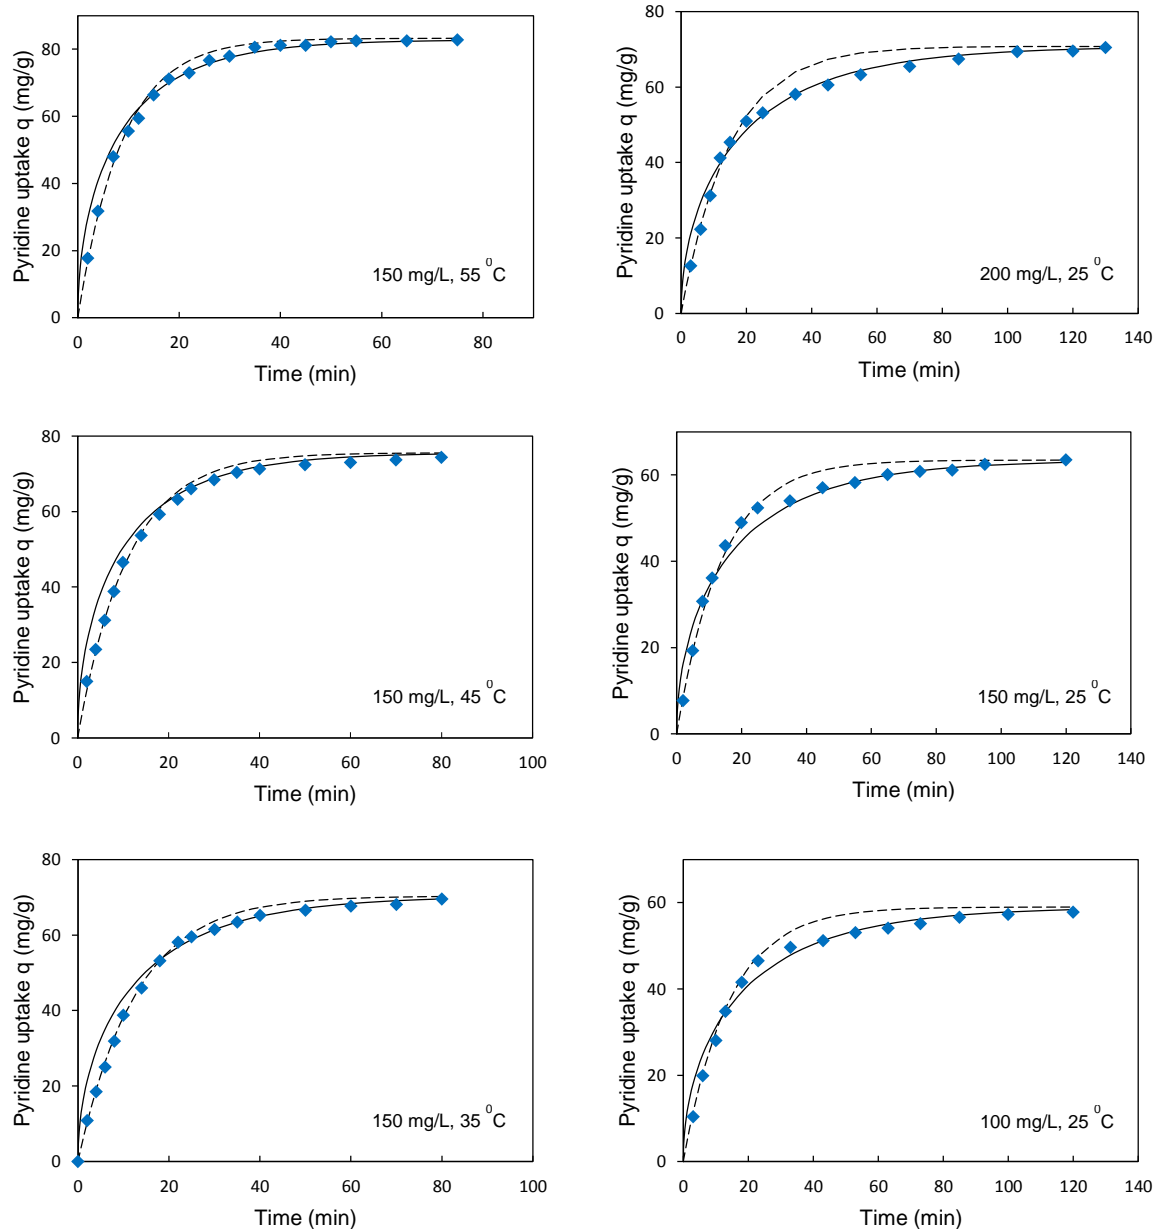 Pyridine uptake q (mg/g)
80
60
40
20
0
150 mg/L, 55 ⁰C
0 20 40 60 80
Time (min)
Pyridine uptake q (mg/g)
80
60
40
20
0
200 mg/L, 25 ⁰C
0 20 40 60 80 100 120 140
Time (min)
Pyridine uptake q (mg/g)
80
60
40
20
0
150 mg/L, 45 ⁰C
0 20 40 60 80 100
Time (min)
Pyridine uptake q (mg/g)
60
40
20
0
150 mg/L, 25 ⁰C
0 20 40 60 80 100 120 140
Time (min)
Pyridine uptake q (mg/g)
80
60
40
20
0
150 mg/L, 35 ⁰C
0 20 40 60 80 100
Time (min)
Pyridine uptake q (mg/g)
60
40
20
0
100 mg/L, 25 ⁰C
0 20 40 60 80 100 120 140
Time (min)